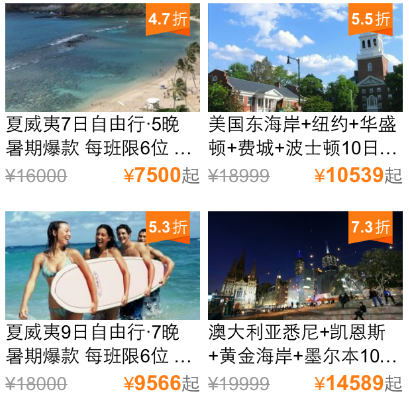 4.7折
5.5折
夏威夷7日自由行·5晚
暑期爆款 每班限6位 ...
¥16000 ¥7500起
美国东海岸+纽约+华盛
顿+费城+波士顿10日...
¥18999 ¥10539起
5.3折
7.3折
夏威夷9日自由行·7晚
暑期爆款 每班限6位 ...
¥18000 ¥9566起
澳大利亚悉尼+凯恩斯
+黄金海岸+墨尔本10...
¥19999 ¥14589起